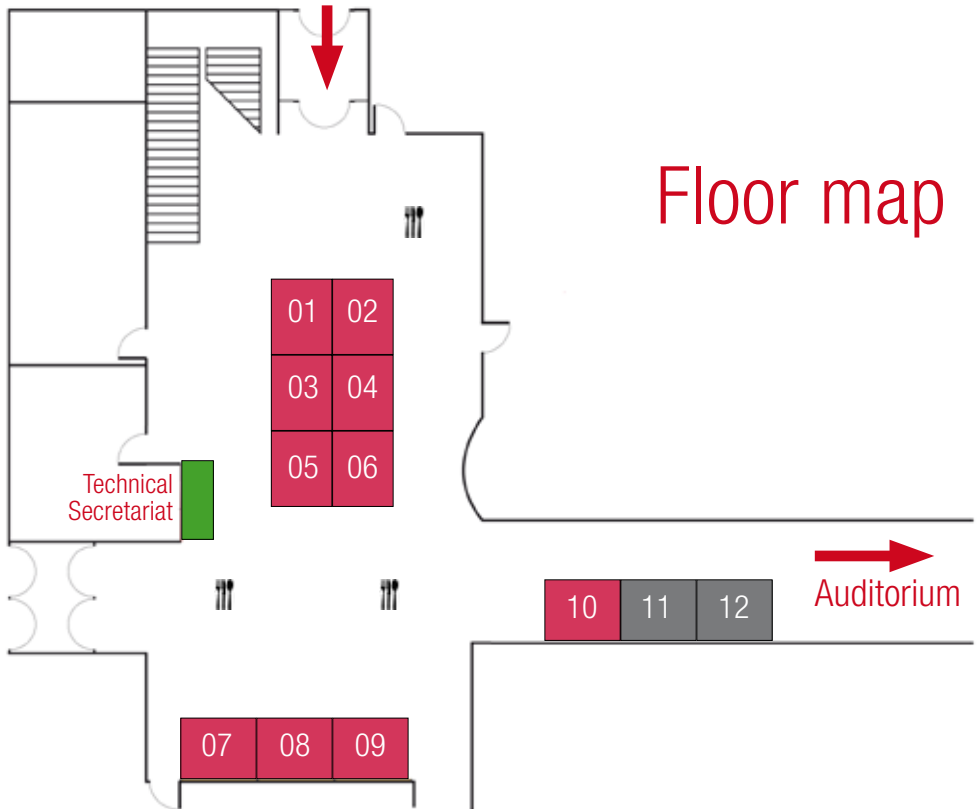 Floor map
01 02
03 04
05 06
Technical
Secretariat
Auditorium
10 11 12
07 08 09